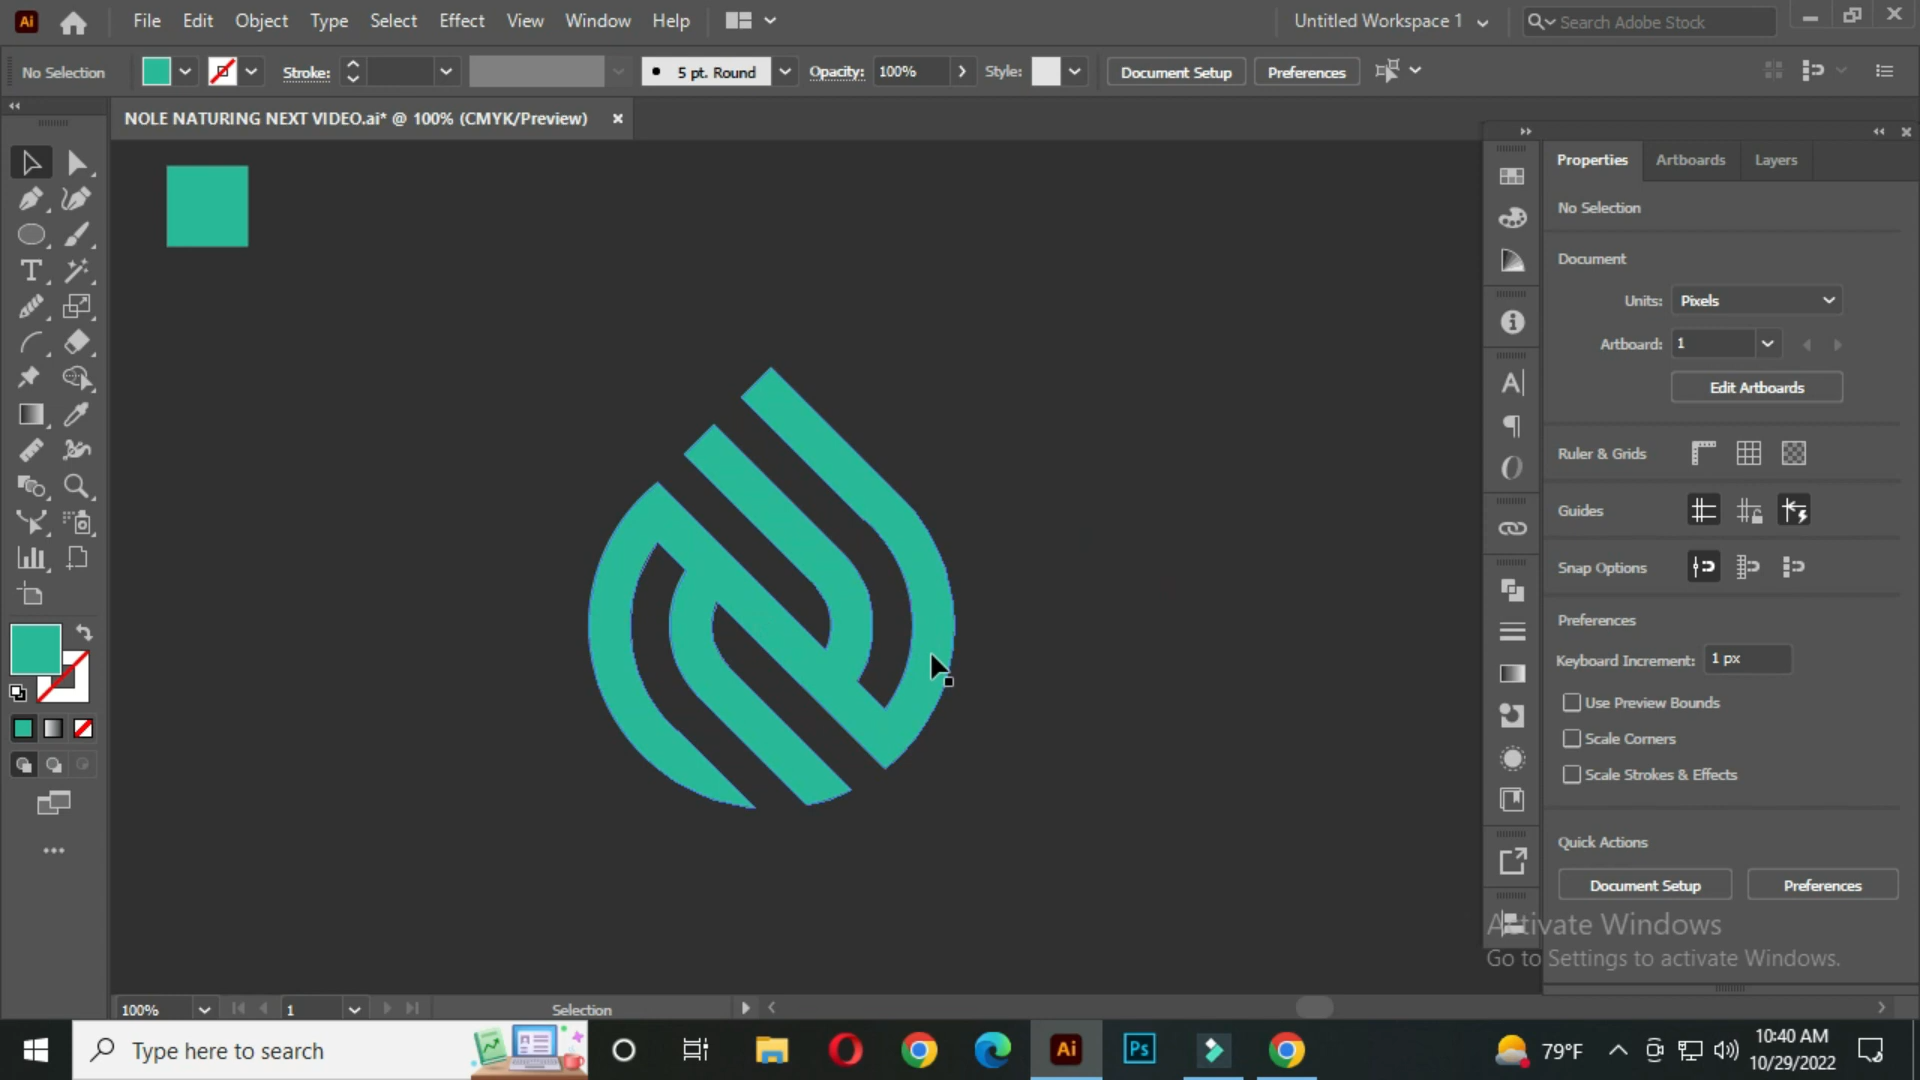 Ai File Edit Object Type Select Effect View Window Help Untitled Workspace 1 Search Adobe Stock
No Selection Stroke: 5 pt. Round Opacity: 100% Style: Document Setup Preferences
NOLE NATURING NEXT VIDEO.ai* @ 100% (CMYK/Preview) ×
Properties Artboards Layers
No Selection
Document
Units: Pixels
Artboard: 1
Edit Artboards
Ruler & Grids
Guides
Snap Options
Preferences
Keyboard Increment: 1 px
Use Preview Bounds
Scale Corners
Scale Strokes & Effects
Quick Actions
Document Setup Preferences
Activate Windows
Go to Settings to activate Windows.
100% 1 Selection
Type here to search Ai Ps 79°F 10:40 AM
10/29/2022